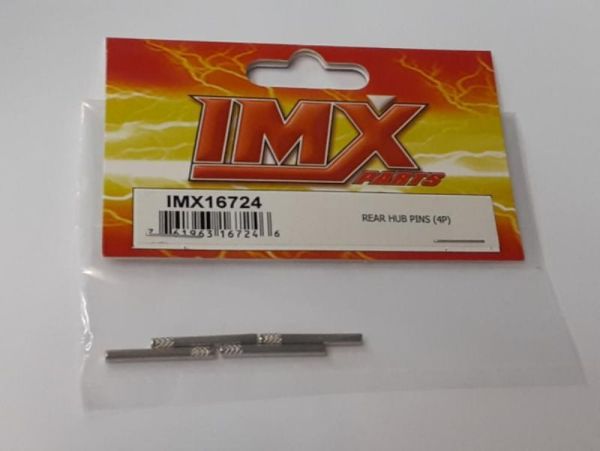 IMX
PARTS
IMX16724
REAR HUB PINS (4P)
7 61963 16724 6